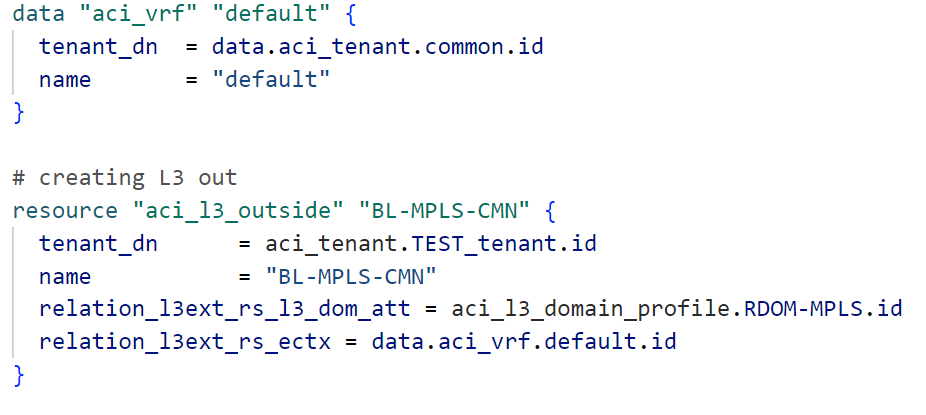 data "aci_vrf" "default" {
  tenant_dn  = data.aci_tenant.common.id
  name       = "default"
}

# creating L3 out
resource "aci_l3_outside" "BL-MPLS-CMN" {
  tenant_dn      = aci_tenant.TEST_tenant.id
  name           = "BL-MPLS-CMN"
  relation_l3ext_rs_l3_dom_att = aci_l3_domain_profile.RDOM-MPLS.id
  relation_l3ext_rs_ectx = data.aci_vrf.default.id
}